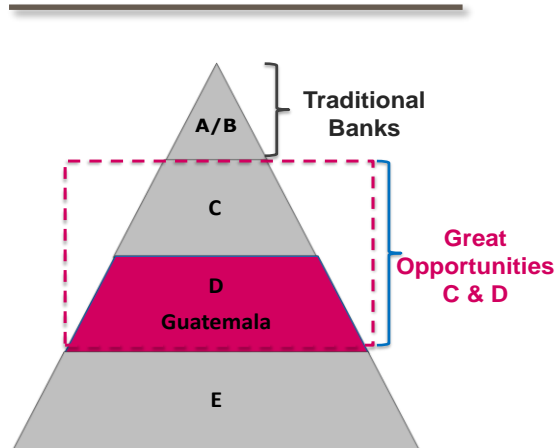 A/B
Traditional
Banks
C
Great
Opportunities
C & D
D
Guatemala
E